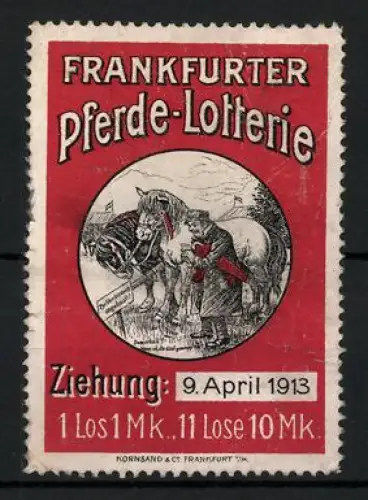 FRANKFURTER
Pferde-Lotterie
Ziehung: 9. April 1913
1 Los 1 Mk., 11 Lose 10 Mk.
KORNSAND & Cº. FRANKFURT a/M.